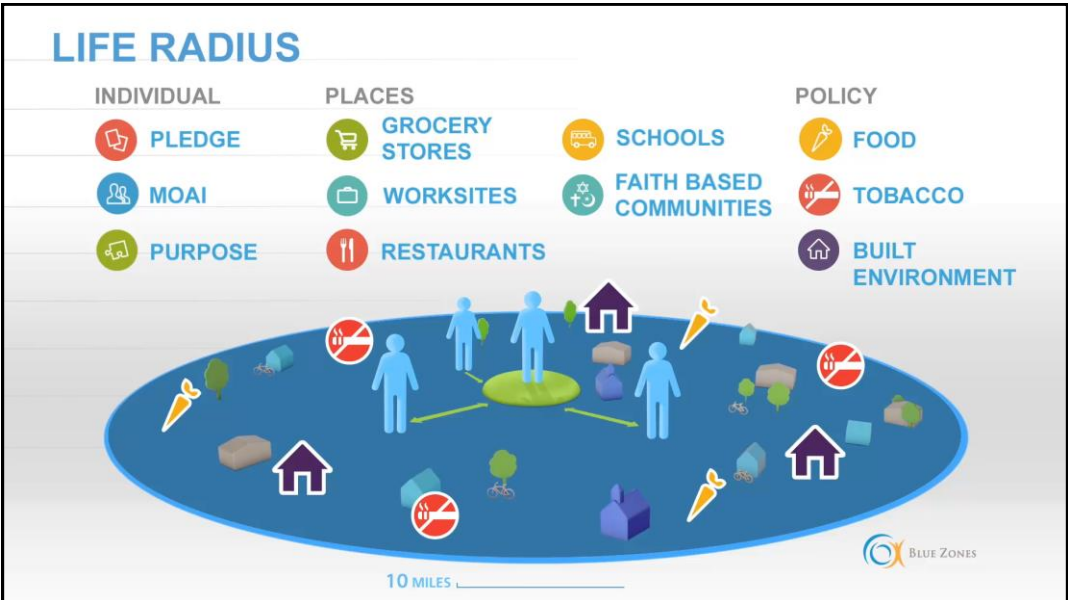 LIFE RADIUS
INDIVIDUAL
PLEDGE
MOAI
PURPOSE
PLACES
GROCERY
STORES
WORKSITES
RESTAURANTS
SCHOOLS
FAITH BASED
COMMUNITIES
POLICY
FOOD
TOBACCO
BUILT
ENVIRONMENT
BLUE ZONES
10 MILES